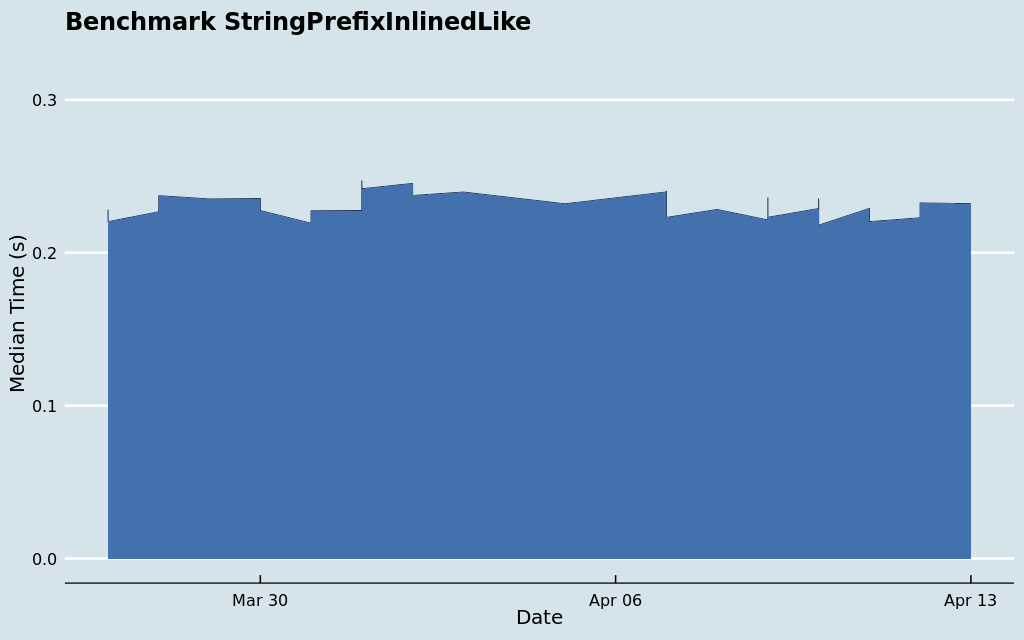 Benchmark StringPrefixInlinedLike
0.3
0.2
0.1
0.0
Median Time (s)
Mar 30
Apr 06
Apr 13
Date